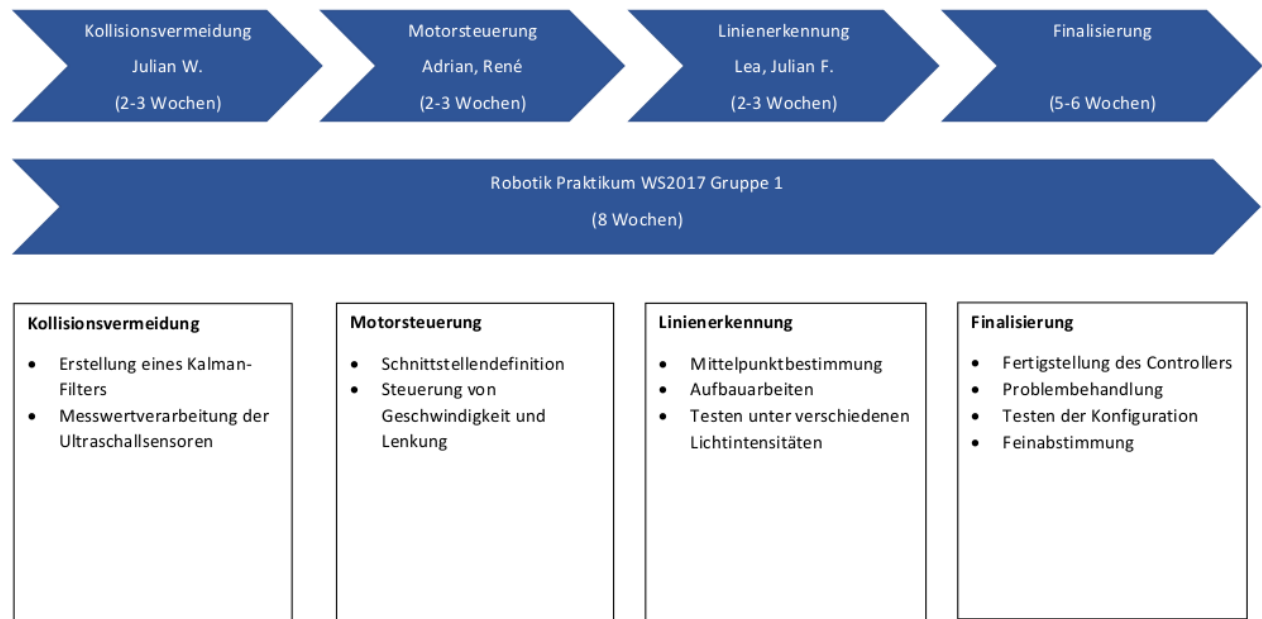 Kollisionsvermeidung
Julian W.
(2-3 Wochen)
Motorsteuerung
Adrian, René
(2-3 Wochen)
Linienerkennung
Lea, Julian F.
(2-3 Wochen)
Finalisierung
(5-6 Wochen)
Robotik Praktikum WS2017 Gruppe 1
(8 Wochen)
Kollisionsvermeidung
• Erstellung eines Kalman-
Filters
• Messwertverarbeitung der
Ultraschallsensoren
Motorsteuerung
• Schnittstellendefinition
• Steuerung von
Geschwindigkeit und
Lenkung
Linienerkennung
• Mittelpunktbestimmung
• Aufbauarbeiten
• Testen unter verschiedenen
Lichtintensitäten
Finalisierung
• Fertigstellung des Controllers
• Problembehandlung
• Testen der Konfiguration
• Feinabstimmung